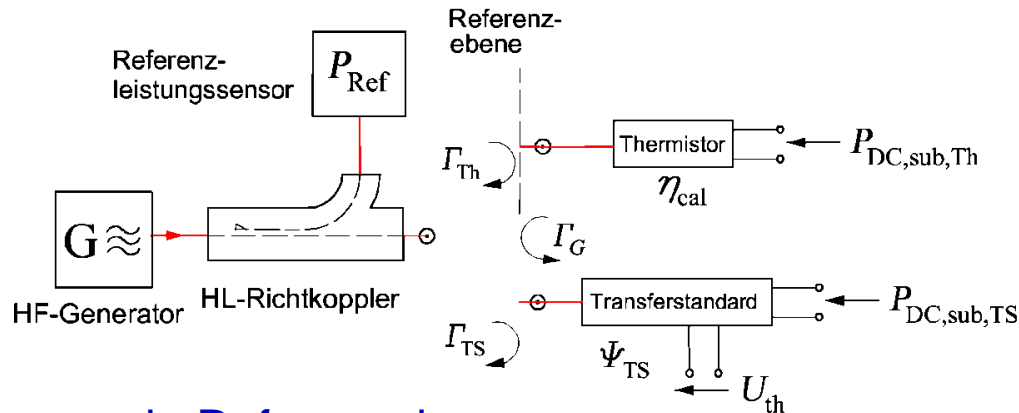 Referenz-
leistungssensor
P_Ref
Referenz-
ebene
G
HF-Generator
HL-Richtkoppler
Γ_Th
Thermistor
η_cal
P_DC,sub,Th
Γ_G
Γ_TS
Transferstandard
Ψ_TS
P_DC,sub,TS
U_th